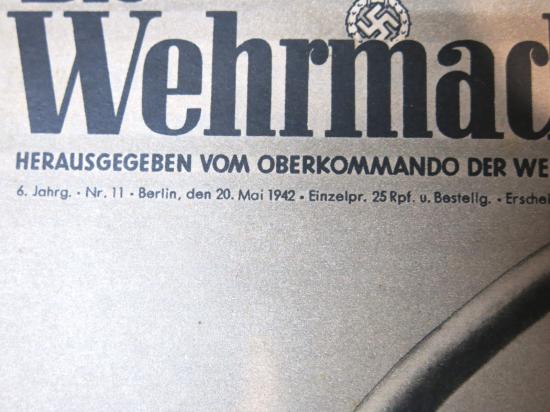 Die
Wehrmac
HERAUSGEGEBEN VOM OBERKOMMANDO DER WE
6. Jahrg. • Nr. 11 • Berlin, den 20. Mai 1942 • Einzelpr. 25 Rpf. u. Bestellg. • Erschei